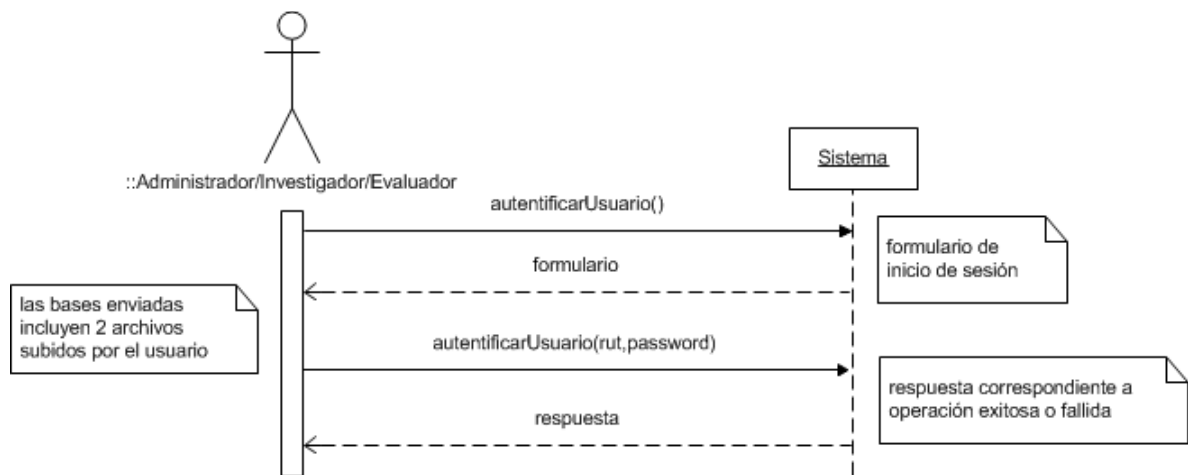 Sistema
::Administrador/Investigador/Evaluador
autentificarUsuario()
formulario de
inicio de sesión
formulario
las bases enviadas
incluyen 2 archivos
subidos por el usuario
autentificarUsuario(rut,password)
respuesta correspondiente a
operación exitosa o fallida
respuesta